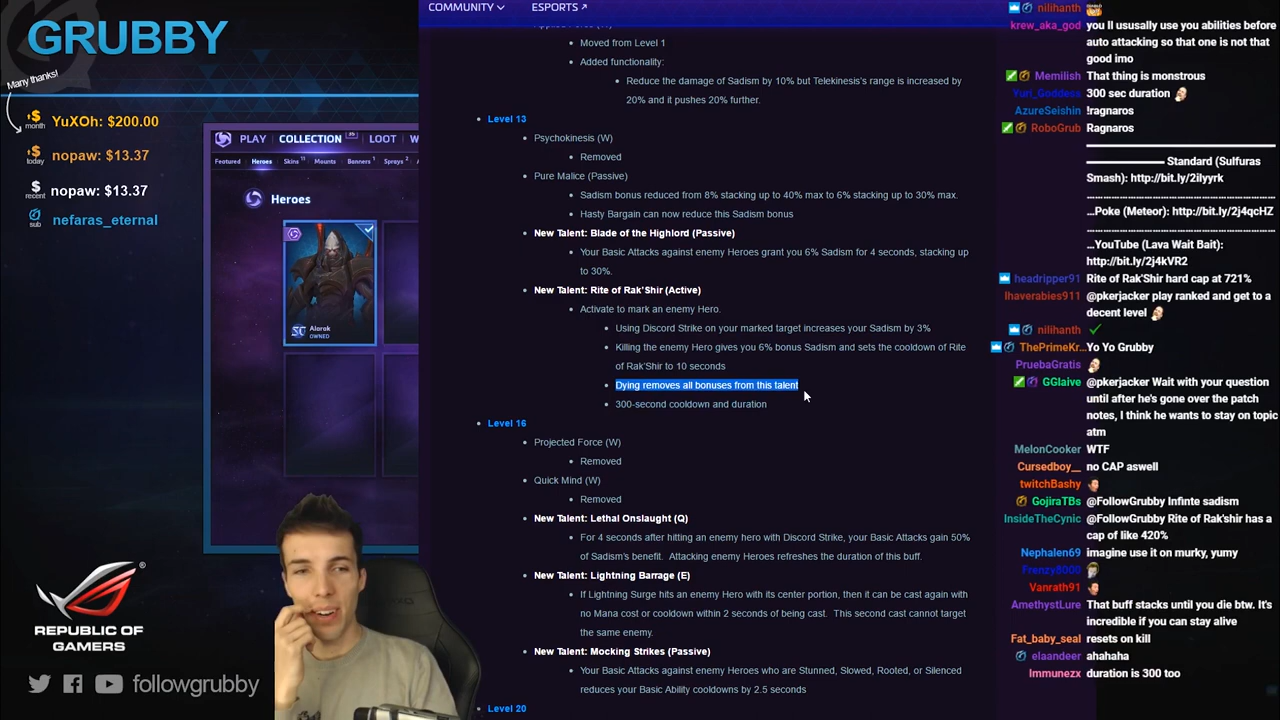 GRUBBY
Many thanks!
$ month YuXOh: $200.00
$ today nopaw: $13.37
$ recent nopaw: $13.37
sub nefaras_eternal
PLAY COLLECTION LOOT
Featured Heroes Skins Mounts Banners Sprays
Heroes
Alarak
OWNED
REPUBLIC OF
GAMERS
followgrubby
COMMUNITY ESPORTS
Moved from Level 1
Added functionality:
Reduce the damage of Sadism by 10% but Telekinesis's range is increased by
20% and it pushes 20% further.
Level 13
Psychokinesis (W)
Removed
Pure Malice (Passive)
Sadism bonus reduced from 8% stacking up to 40% max to 6% stacking up to 30% max.
Hasty Bargain can now reduce this Sadism bonus
New Talent: Blade of the Highlord (Passive)
Your Basic Attacks against enemy Heroes grant you 6% Sadism for 4 seconds, stacking up
to 30%.
New Talent: Rite of Rak'Shir (Active)
Activate to mark an enemy Hero.
Using Discord Strike on your marked target increases your Sadism by 3%
Killing the enemy Hero gives you 6% bonus Sadism and sets the cooldown of Rite
of Rak'Shir to 10 seconds
Dying removes all bonuses from this talent
300-second cooldown and duration
Level 16
Projected Force (W)
Removed
Quick Mind (W)
Removed
New Talent: Lethal Onslaught (Q)
For 4 seconds after hitting an enemy hero with Discord Strike, your Basic Attacks gain 50%
of Sadism's benefit. Attacking enemy Heroes refreshes the duration of this buff.
New Talent: Lightning Barrage (E)
If Lightning Surge hits an enemy Hero with its center portion, then it can be cast again with
no Mana cost or cooldown within 2 seconds of being cast. This second cast cannot target
the same enemy.
New Talent: Mocking Strikes (Passive)
Your Basic Attacks against enemy Heroes who are Stunned, Slowed, Rooted, or Silenced
reduces your Basic Ability cooldowns by 2.5 seconds
Level 20
nilihanth
krew_aka_god you ll ususally use you abilities before
auto attacking so that one is not that
good imo
Memilish That thing is monstrous
Yuri_Goddess 300 sec duration
AzureSeishin !ragnaros
RoboGrub Ragnaros
Standard (Sulfuras
Smash): http://bit.ly/2iIyyrk
...Poke (Meteor): http://bit.ly/2j4qcHZ
...YouTube (Lava Wait Bait):
http://bit.ly/2j4kVR2
headripper91 Rite of Rak'Shir hard cap at 721%
lhaverabies911 @pkerjacker play ranked and get to a
decent level
nilihanth
ThePrimeKr... Yo Yo Grubby
PruebaGratis
GGlaive @pkerjacker Wait with your question
until after he's gone over the patch
notes, I think he wants to stay on topic
atm
MelonCooker WTF
Cursedboy__ no CAP aswell
twitchBashy
GojiraTBs @FollowGrubby Infinte sadism
InsideTheCynic @FollowGrubby Rite of Rak'shir has a
cap of like 420%
Nephalen69 imagine use it on murky, yumy
Frenzy8000
Vanrath91
AmethystLure That buff stacks until you die btw. It's
incredible if you can stay alive
Fat_baby_seal resets on kill
elaandeer ahahaha
Immunezx duration is 300 too